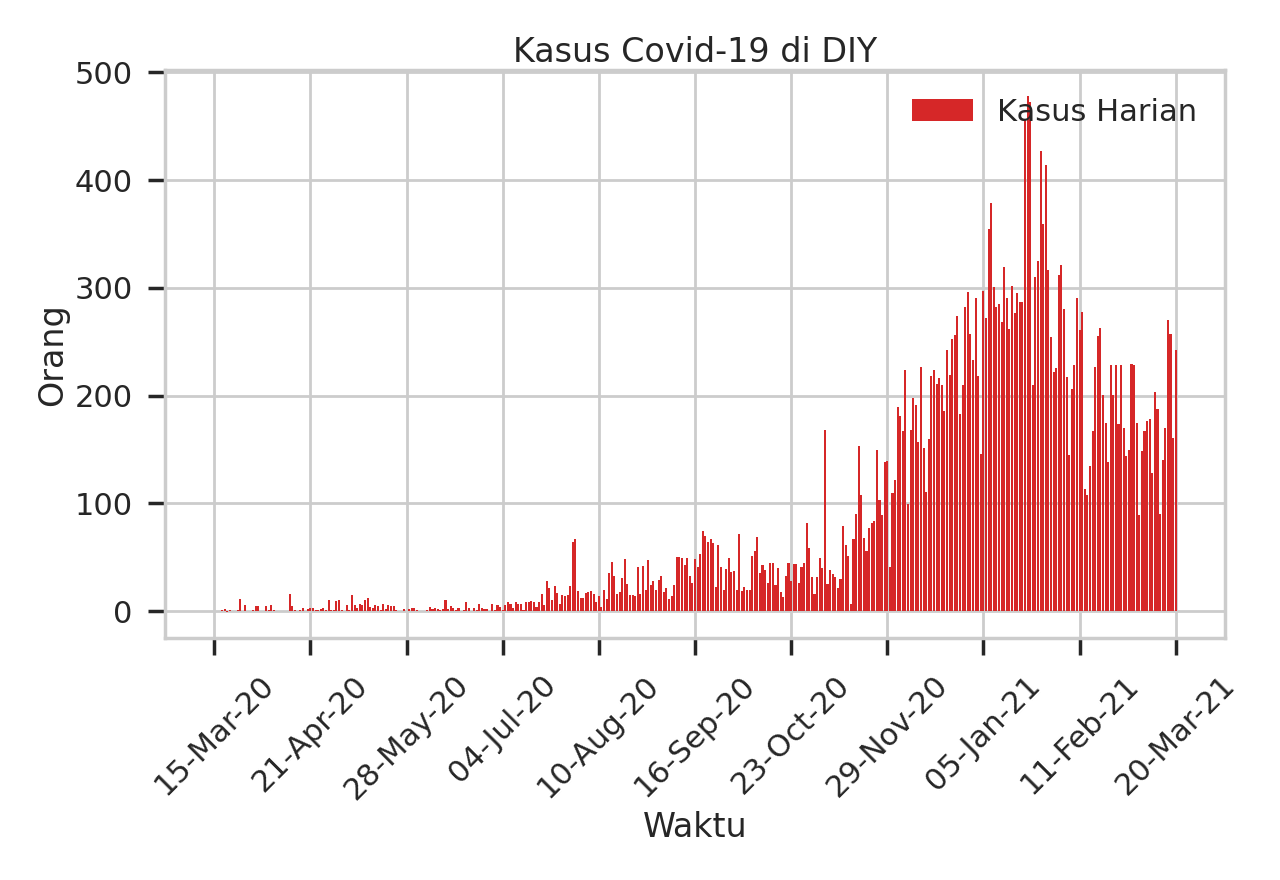 Kasus Covid-19 di DIY
Kasus Harian
Orang
500
400
300
200
100
0
15-Mar-20
21-Apr-20
28-May-20
04-Jul-20
10-Aug-20
16-Sep-20
23-Oct-20
29-Nov-20
05-Jan-21
11-Feb-21
20-Mar-21
Waktu